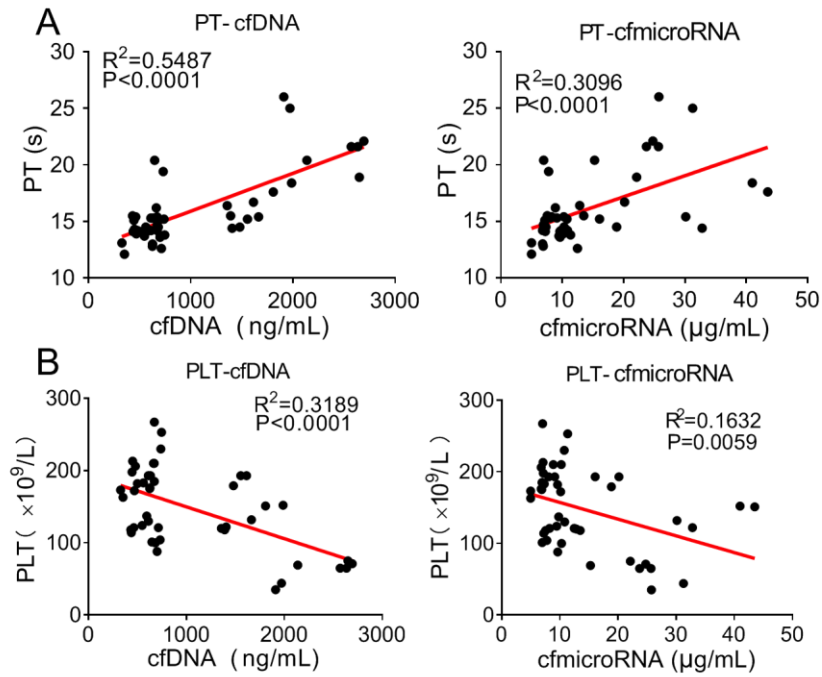 A
PT-cfDNA
R²=0.5487
P<0.0001
PT (s)
30
25
20
15
10
0
1000
2000
3000
cfDNA (ng/mL)
PT-cfmicroRNA
R²=0.3096
P<0.0001
PT (s)
30
25
20
15
10
0
10
20
30
40
50
cfmicroRNA (µg/mL)
B
PLT-cfDNA
R²=0.3189
P<0.0001
PLT( ×10⁹/L)
300
200
100
0
0
1000
2000
3000
cfDNA (ng/mL)
PLT-cfmicroRNA
R²=0.1632
P=0.0059
PLT( ×10⁹/L)
300
200
100
0
0
10
20
30
40
50
cfmicroRNA (µg/mL)